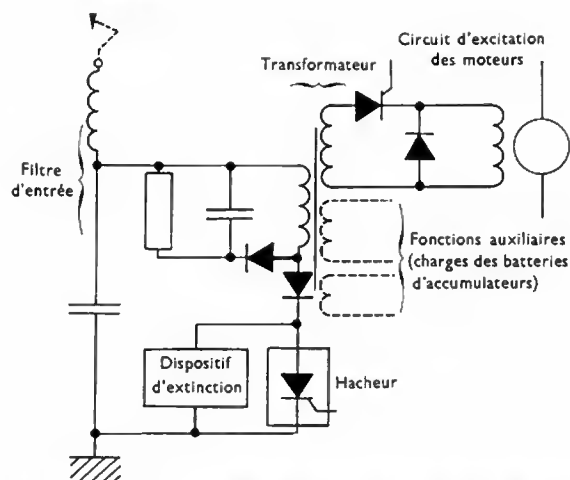 Circuit d'excitation
des moteurs
Transformateur
Filtre
d'entrée
Fonctions auxiliaires
(charges des batteries
d'accumulateurs)
Dispositif
d'extinction
Hacheur